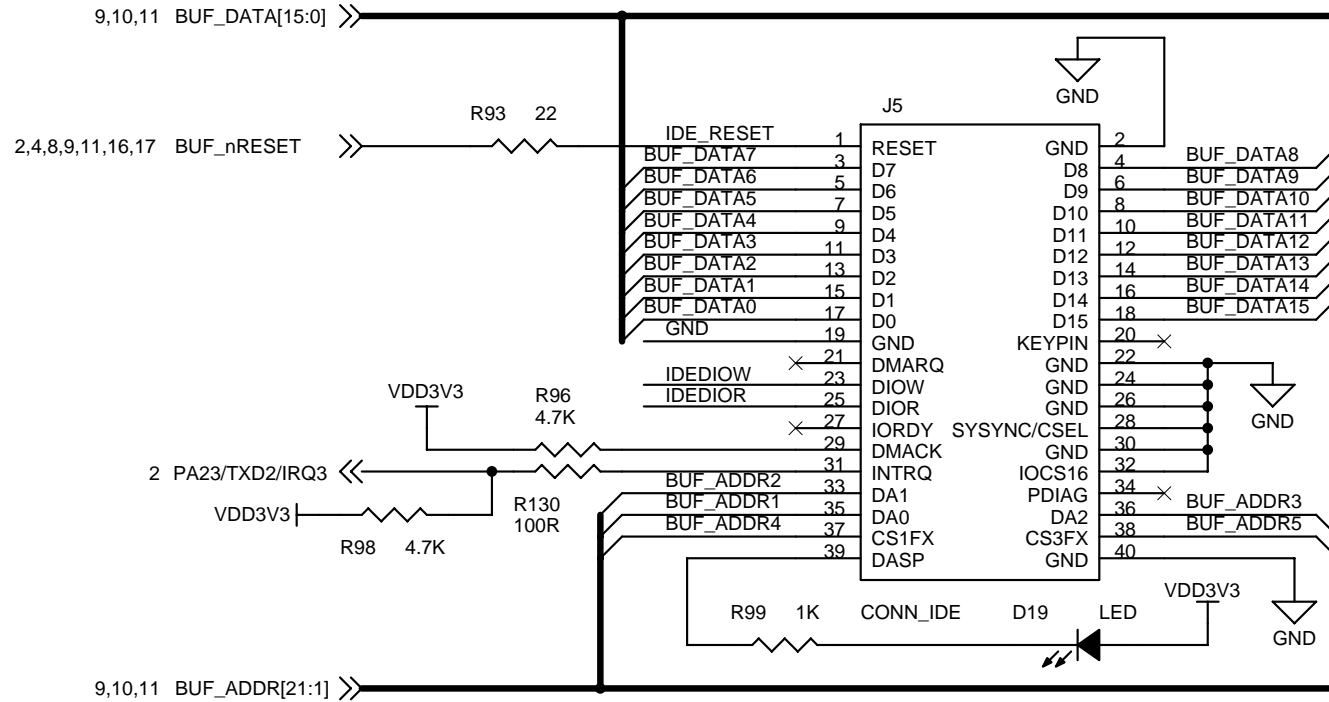 9,10,11 BUF_DATA[15:0]
GND
J5
R93 22
2,4,8,9,11,16,17 BUF_nRESET
IDE_RESET 1 RESET GND 2
BUF_DATA7 3 D7 D8 4 BUF_DATA8
BUF_DATA6 5 D6 D9 6 BUF_DATA9
BUF_DATA5 7 D5 D10 8 BUF_DATA10
BUF_DATA4 9 D4 D11 10 BUF_DATA11
BUF_DATA3 11 D3 D12 12 BUF_DATA12
BUF_DATA2 13 D2 D13 14 BUF_DATA13
BUF_DATA1 15 D1 D14 16 BUF_DATA14
BUF_DATA0 17 D0 D15 18 BUF_DATA15
GND 19 GND KEYPIN 20
21 DMARQ GND 22
IDEDIOW 23 DIOW GND 24
IDEDIOR 25 DIOR GND 26
27 IORDY SYSYNC/CSEL 28
29 DMACK GND 30
31 INTRQ IOCS16 32
BUF_ADDR2 33 DA1 PDIAG 34
BUF_ADDR1 35 DA0 DA2 36 BUF_ADDR3
BUF_ADDR4 37 CS1FX CS3FX 38 BUF_ADDR5
39 DASP GND 40
GND
VDD3V3
R96
4.7K
2 PA23/TXD2/IRQ3
R130
100R
VDD3V3
R98 4.7K
VDD3V3
R99 1K CONN_IDE D19 LED
GND
9,10,11 BUF_ADDR[21:1]